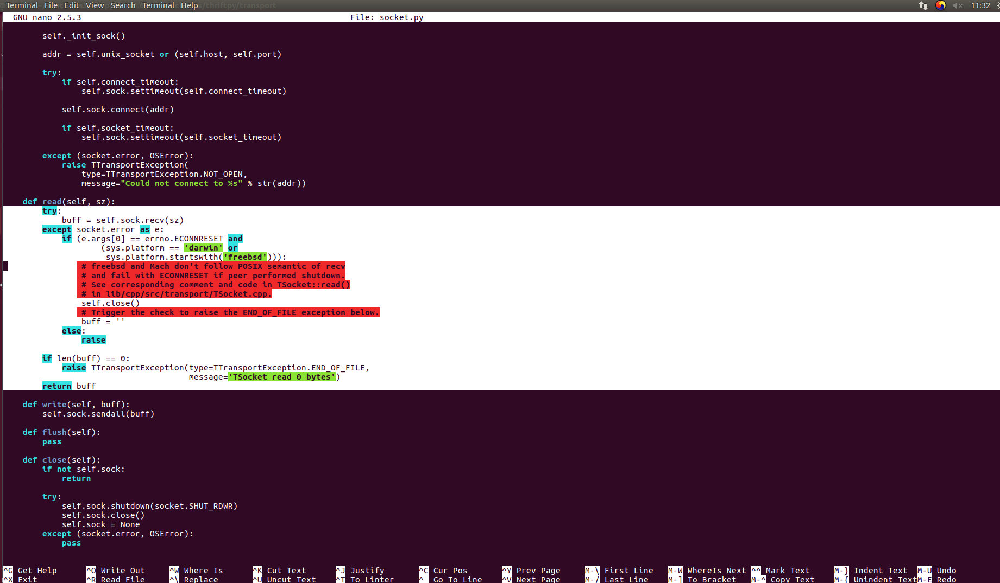 Terminal File Edit View Search Terminal Help
11:32
GNU nano 2.5.3 File: socket.py
self._init_sock()
addr = self.unix_socket or (self.host, self.port)
try:
if self.connect_timeout:
self.sock.settimeout(self.connect_timeout)
self.sock.connect(addr)
if self.socket_timeout:
self.sock.settimeout(self.socket_timeout)
except (socket.error, OSError):
raise TTransportException(
type=TTransportException.NOT_OPEN,
message="Could not connect to %s" % str(addr))
def read(self, sz):
try:
buff = self.sock.recv(sz)
except socket.error as e:
if (e.args[0] == errno.ECONNRESET and
(sys.platform == 'darwin' or
sys.platform.startswith('freebsd'))):
# freebsd and Mach don't follow POSIX semantic of recv
# and fail with ECONNRESET if peer performed shutdown.
# See corresponding comment and code in TSocket::read()
# in lib/cpp/src/transport/TSocket.cpp.
self.close()
# Trigger the check to raise the END_OF_FILE exception below.
buff = ''
else:
raise
if len(buff) == 0:
raise TTransportException(type=TTransportException.END_OF_FILE,
message='TSocket read 0 bytes')
return buff
def write(self, buff):
self.sock.sendall(buff)
def flush(self):
pass
def close(self):
if not self.sock:
return
try:
self.sock.shutdown(socket.SHUT_RDWR)
self.sock.close()
self.sock = None
except (socket.error, OSError):
pass
^G Get Help ^O Write Out ^W Where Is ^K Cut Text ^J Justify ^C Cur Pos ^Y Prev Page M-\ First Line M-W WhereIs Next ^^ Mark Text M-} Indent Text M-U Undo
^X Exit ^R Read File ^\ Replace ^U Uncut Text ^T To Linter ^_ Go To Line ^V Next Page M-/ Last Line M-] To Bracket M-^ Copy Text M-{ Unindent Text M-E Redo